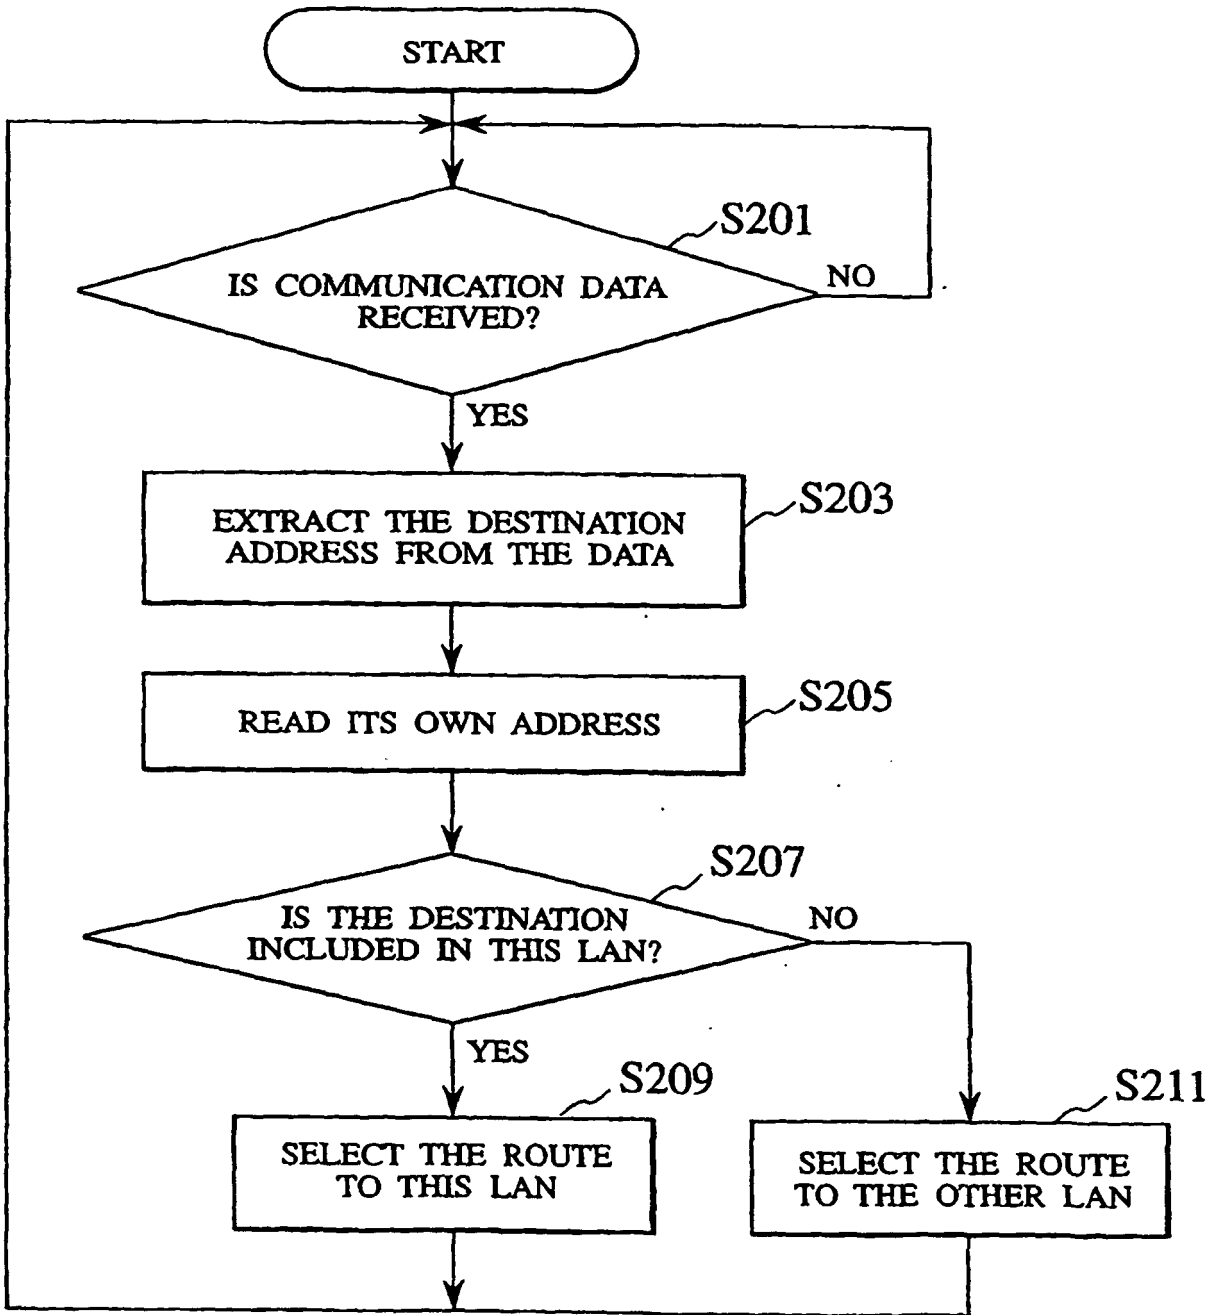 START
S201
IS COMMUNICATION DATA
RECEIVED?
NO
YES
S203
EXTRACT THE DESTINATION
ADDRESS FROM THE DATA
S205
READ ITS OWN ADDRESS
S207
IS THE DESTINATION
INCLUDED IN THIS LAN?
NO
YES
S209
SELECT THE ROUTE
TO THIS LAN
S211
SELECT THE ROUTE
TO THE OTHER LAN